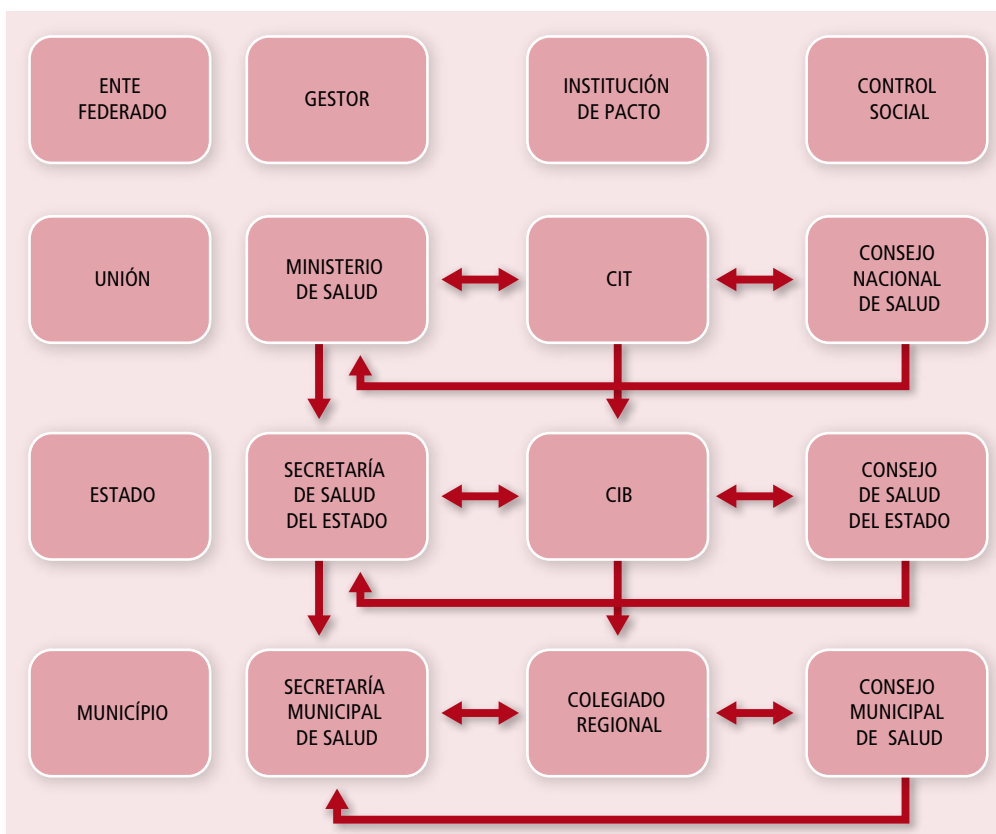 ENTE
FEDERADO
GESTOR
INSTITUCIÓN
DE PACTO
CONTROL
SOCIAL
UNIÓN
MINISTERIO
DE SALUD
CIT
CONSEJO
NACIONAL
DE SALUD
ESTADO
SECRETARÍA
DE SALUD
DEL ESTADO
CIB
CONSEJO
DE SALUD
DEL ESTADO
MUNICÍPIO
SECRETARÍA
MUNICIPAL
DE SALUD
COLEGIADO
REGIONAL
CONSEJO
MUNICIPAL
DE SALUD